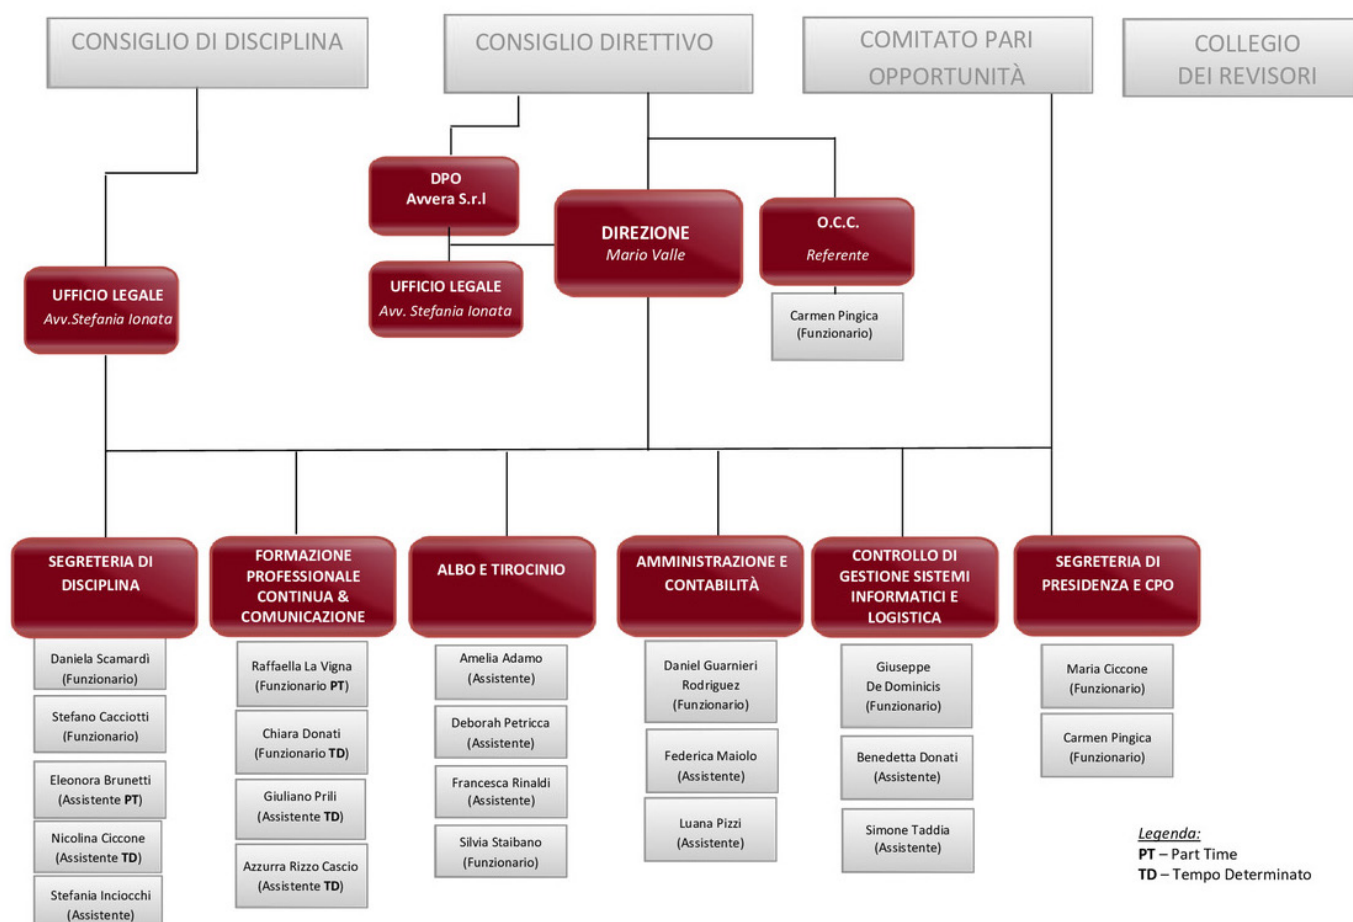 CONSIGLIO DI DISCIPLINA
CONSIGLIO DIRETTIVO
COMITATO PARI
OPPORTUNITÀ
COLLEGIO
DEI REVISORI
DPO
Avvera S.r.l
DIREZIONE
Mario Valle
O.C.C.
Referente
UFFICIO LEGALE
Avv.Stefania Ionata
UFFICIO LEGALE
Avv. Stefania Ionata
Carmen Pingica
(Funzionario)
SEGRETERIA DI
DISCIPLINA
Daniela Scamardì
(Funzionario)
Stefano Cacciotti
(Funzionario)
Eleonora Brunetti
(Assistente PT)
Nicolina Ciccone
(Assistente TD)
Stefania Inciocchi
(Assistente)
FORMAZIONE
PROFESSIONALE
CONTINUA &
COMUNICAZIONE
Raffaella La Vigna
(Funzionario PT)
Chiara Donati
(Funzionario TD)
Giuliano Prili
(Assistente TD)
Azzurra Rizzo Cascio
(Assistente TD)
ALBO E TIROCINIO
Amelia Adamo
(Assistente)
Deborah Petricca
(Assistente)
Francesca Rinaldi
(Assistente)
Silvia Staibano
(Funzionario)
AMMINISTRAZIONE E
CONTABILITÀ
Daniel Guarnieri
Rodriguez
(Funzionario)
Federica Maiolo
(Assistente)
Luana Pizzi
(Assistente)
CONTROLLO DI
GESTIONE SISTEMI
INFORMATICI E
LOGISTICA
Giuseppe
De Dominicis
(Funzionario)
Benedetta Donati
(Assistente)
Simone Taddia
(Assistente)
SEGRETERIA DI
PRESIDENZA E CPO
Maria Ciccone
(Funzionario)
Carmen Pingica
(Funzionario)
Legenda:
PT – Part Time
TD – Tempo Determinato